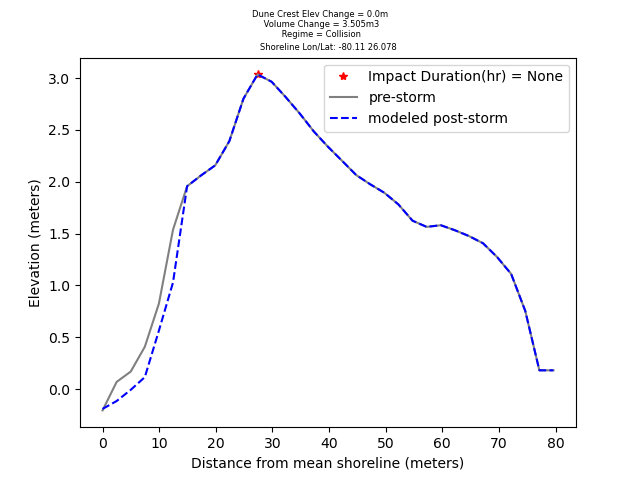 Dune Crest Elev Change = 0.0m
Volume Change = 3.505m3
Regime = Collision
Shoreline Lon/Lat: -80.11 26.078
Impact Duration(hr) = None
pre-storm
modeled post-storm
3.0
2.5
2.0
1.5
1.0
0.5
0.0
Elevation (meters)
0 10 20 30 40 50 60 70 80
Distance from mean shoreline (meters)